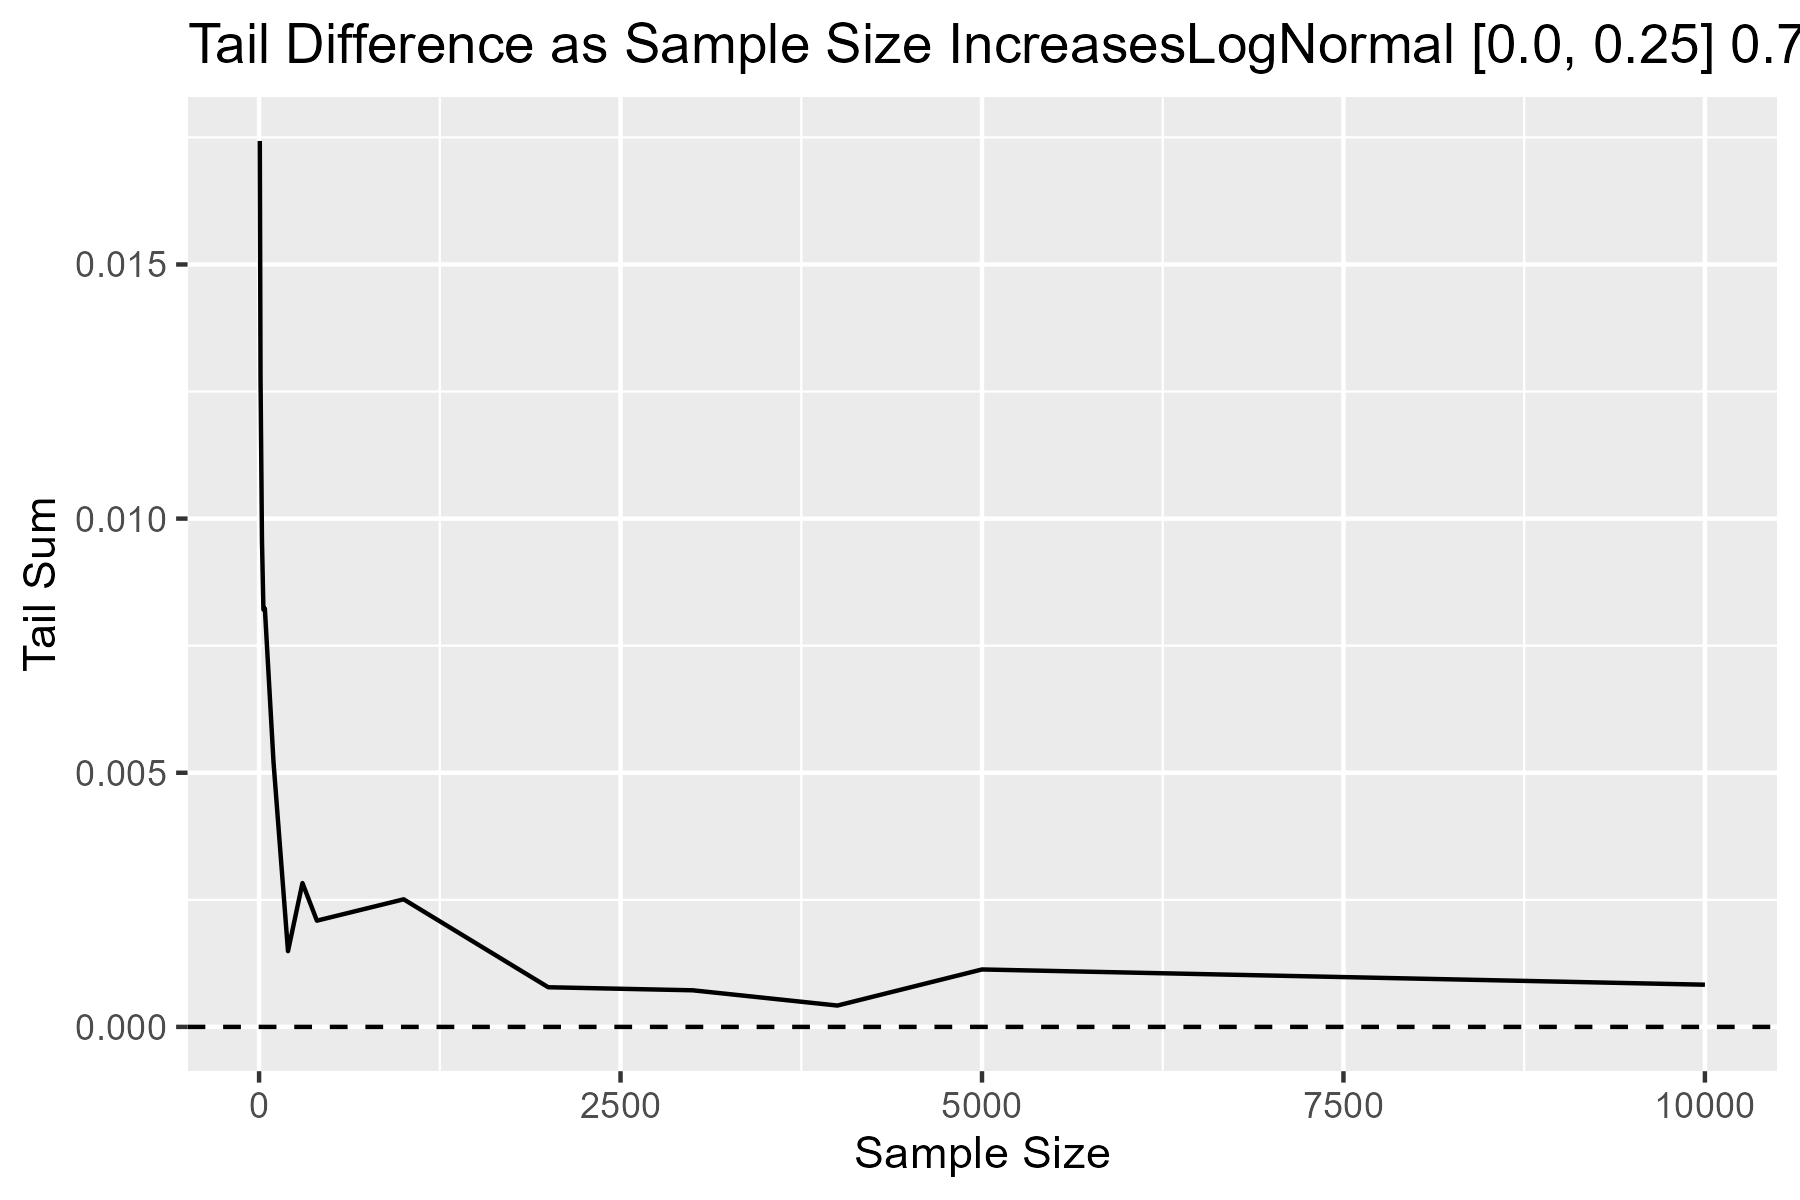 Tail Difference as Sample Size IncreasesLogNormal [0.0, 0.25] 0.7
Tail Sum
0.015
0.010
0.005
0.000
0 2500 5000 7500 10000
Sample Size